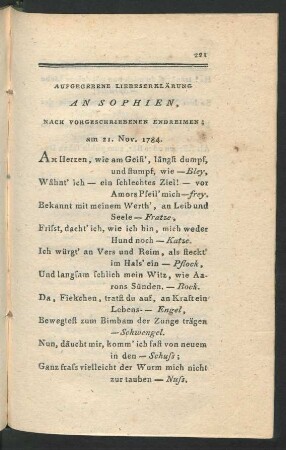 221
AUFGEGEBENE LIEBESERKLÄRUNG
AN SOPHIEN,
NACH VORGESCHRIEBENEN ENDREIMEN;
am 21. Nov. 1784.
AM Herzen, wie am Geiſt', längſt dumpf,
und ſtumpf, wie — Bley,
Wähnt' ich — ein ſchlechtes Ziel! — vor
Amors Pfeil' mich — frey,
Bekannt mit meinem Werth', an Leib und
Seele — Fratze,
Friſst, dacht' ich, wie ich bin, mich weder
Hund noch — Katze.
Ich würgt' an Vers und Reim, als ſteckt'
im Hals' ein — Pflock,
Und langſam ſchlich mein Witz, wie Aa-
rons Sünden. — Bock.
Da, Fiekchen, tratſt du auf, an Kraft ein
Lebens- — Engel,
Bewegteſt zum Bimbam der Zunge trägen
— Schwengel.
Nun, däucht mir, komm' ich faſt von neuem
in den — Schuſs;
Ganz fraſs vielleicht der Wurm mich nicht
zur tauben — Nuſs.